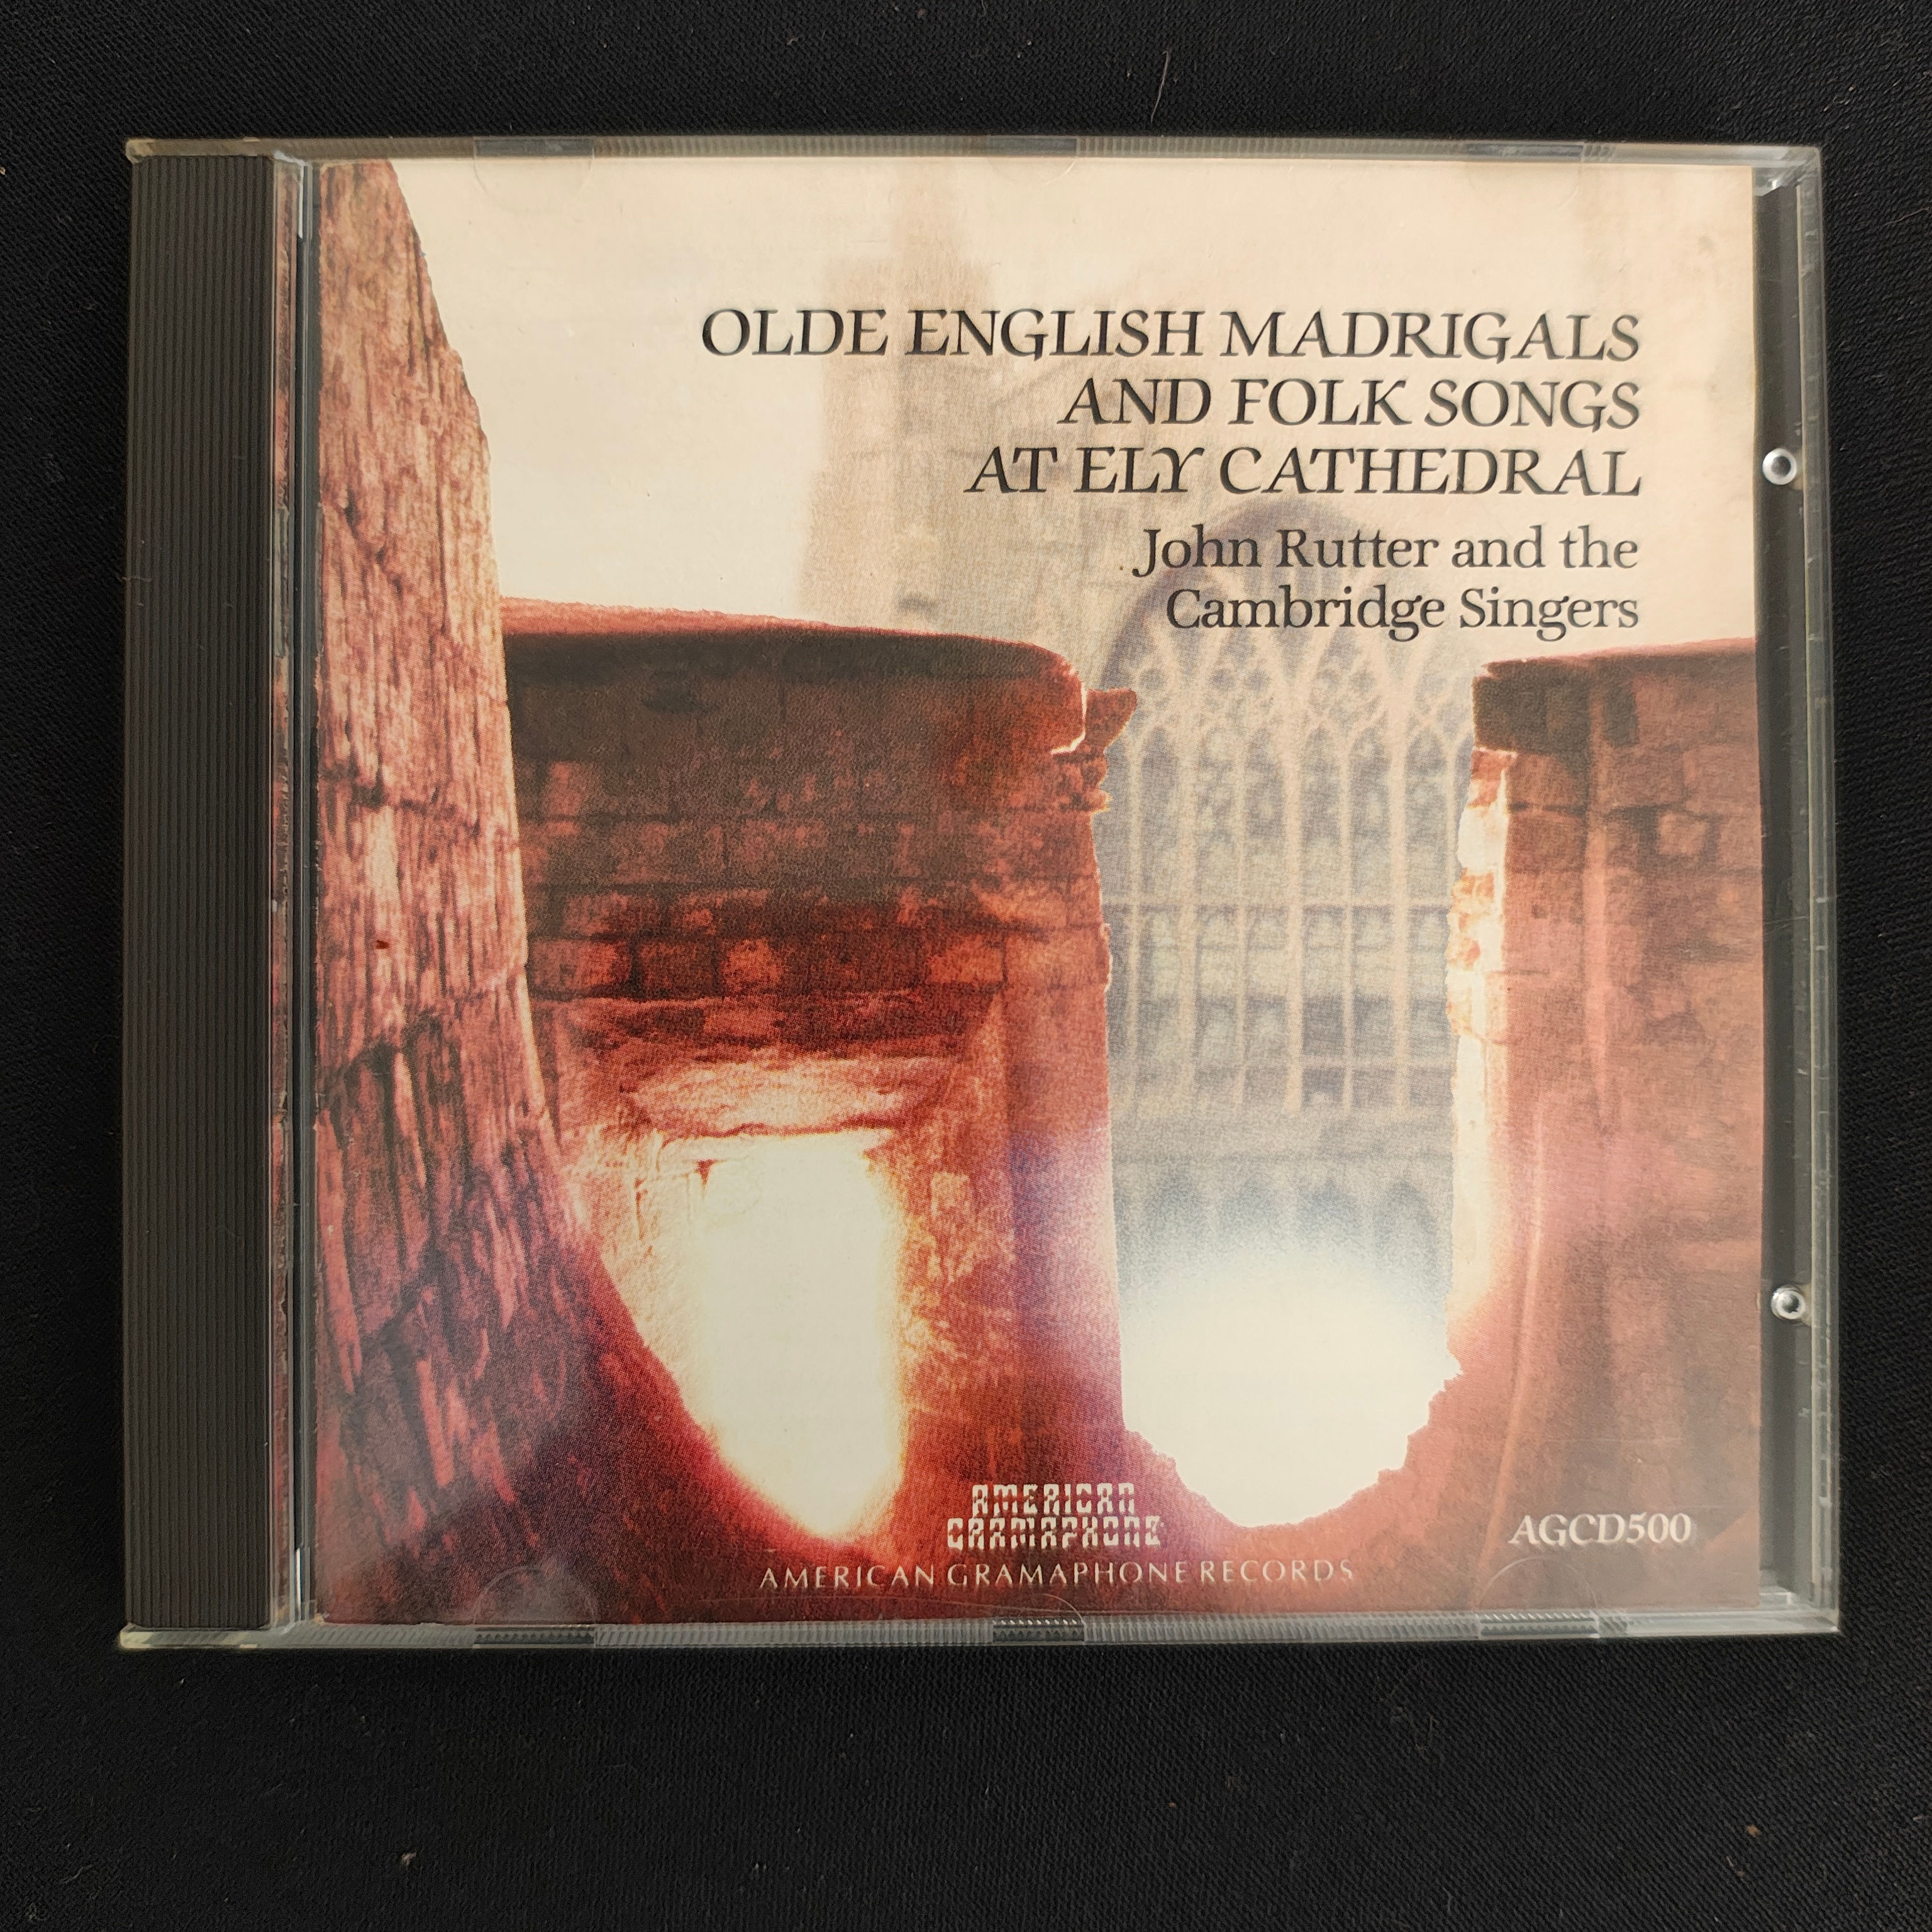 OLDE ENGLISH MADRIGALS
AND FOLK SONGS
AT ELY CATHEDRAL
John Rutter and the
Cambridge Singers
AMERICAN
GRAMAPHONE
AMERICAN GRAMAPHONE RECORDS
AGCD500